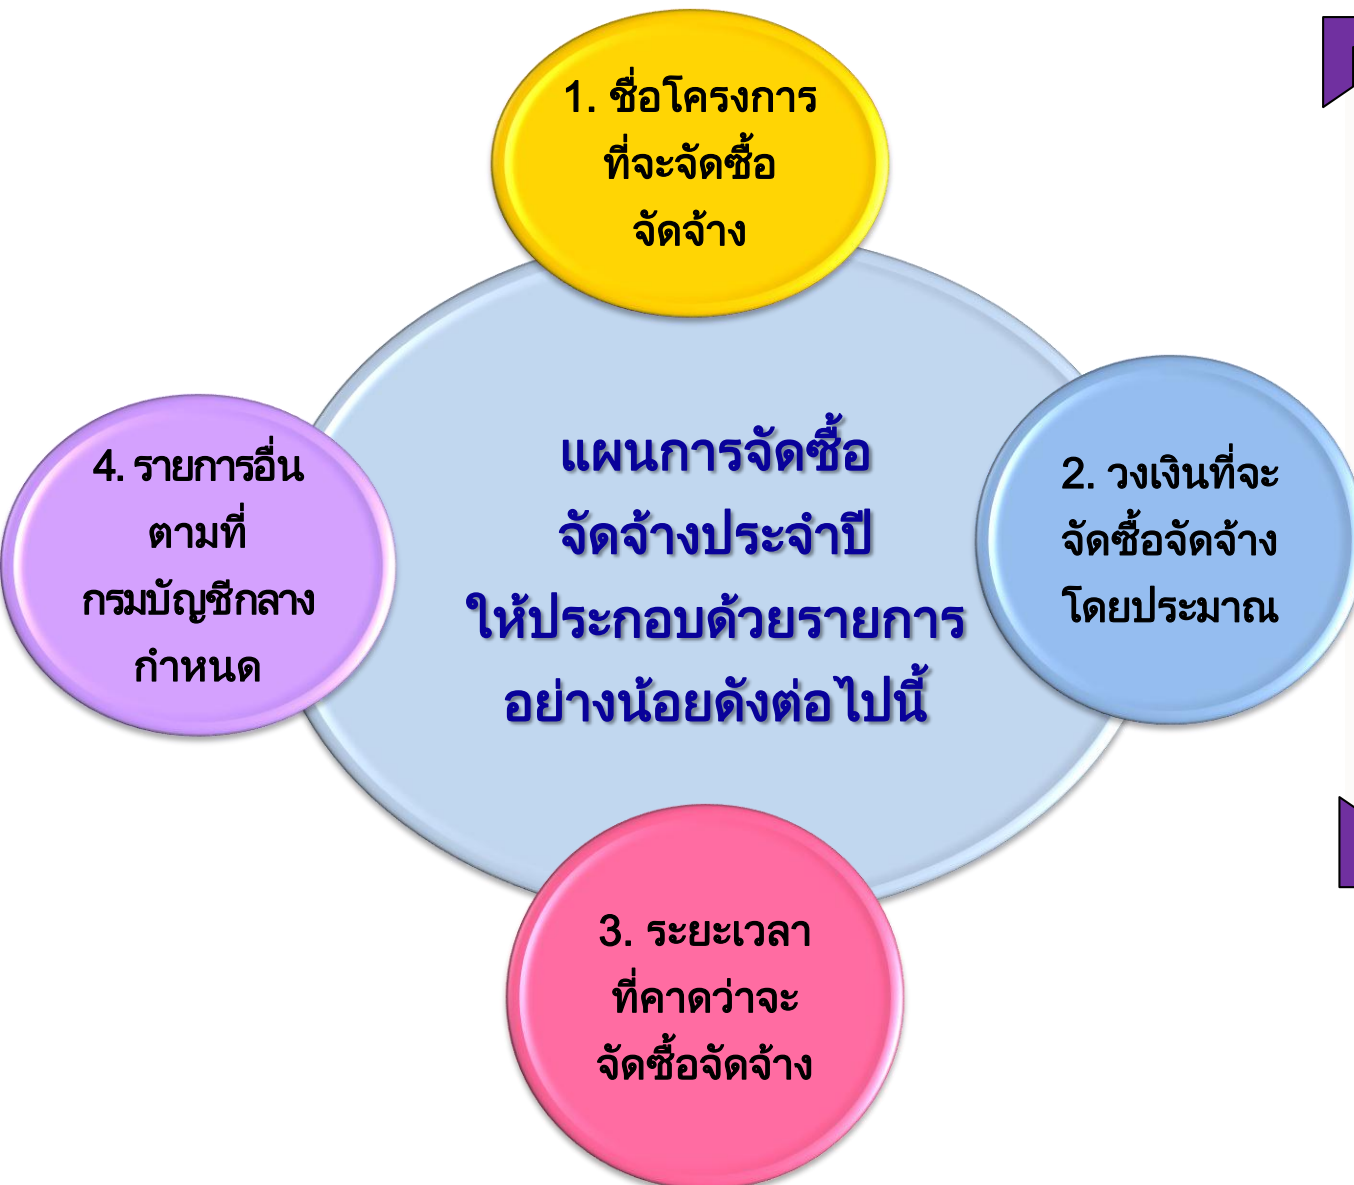 1. ชื่อโครงการ
ที่จะจัดซื้อ
จัดจ้าง
แผนการจัดซื้อ
จัดจ้างประจำปี
ให้ประกอบด้วยรายการ
อย่างน้อยดังต่อไปนี้
2. วงเงินที่จะ
จัดซื้อจัดจ้าง
โดยประมาณ
3. ระยะเวลา
ที่คาดว่าจะ
จัดซื้อจัดจ้าง
4. รายการอื่น
ตามที่
กรมบัญชีกลาง
กำหนด